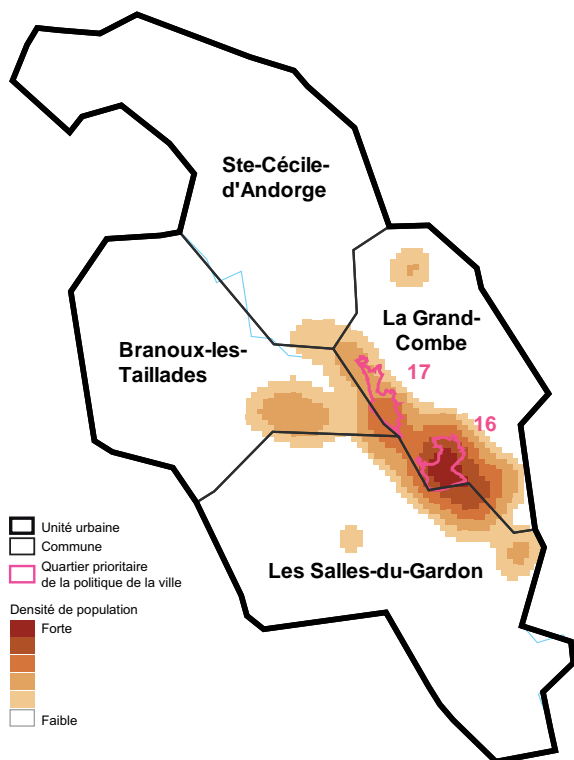 Ste-Cécile-
d'Andorge
La Grand-
Combe
Branoux-les-
Taillades
17
16
Les Salles-du-Gardon
Unité urbaine
Commune
Quartier prioritaire
de la politique de la ville
Densité de population
Forte
Faible